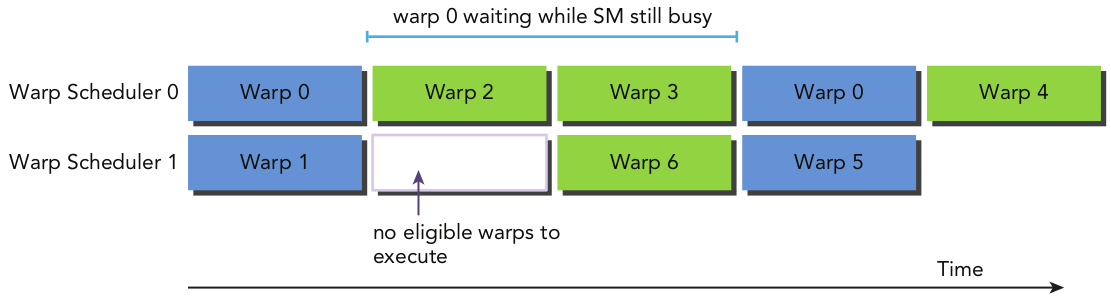 warp 0 waiting while SM still busy
Warp Scheduler 0 Warp 0 Warp 2 Warp 3 Warp 0 Warp 4
Warp Scheduler 1 Warp 1 Warp 6 Warp 5
no eligible warps to
execute
Time